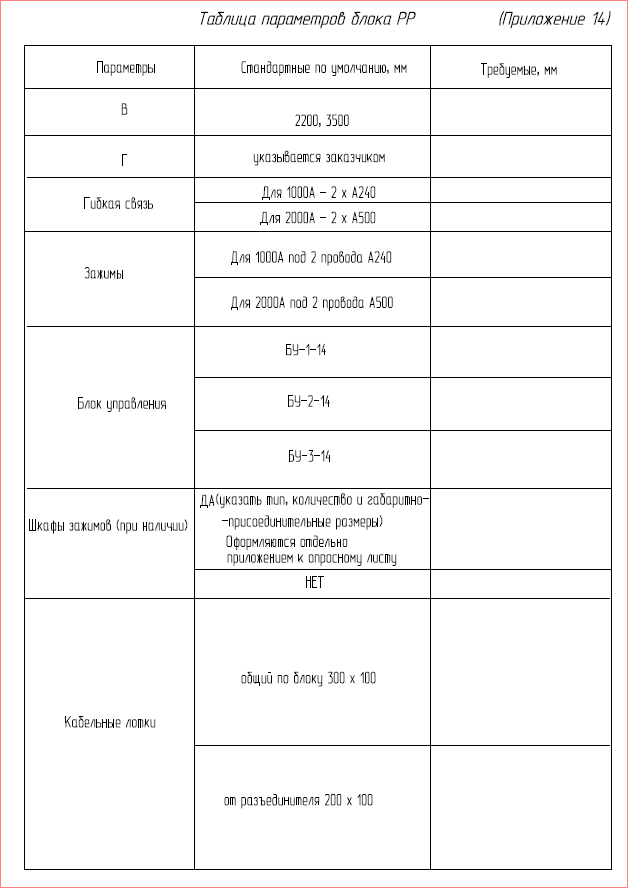 Таблица параметров блока РР (Приложение 14)
Параметры Стандартные по умолчанию, мм Требуемые, мм
В 2200, 3500
Г указывается заказчиком
Гибкая связь
Для 1000А – 2 х А240
Для 2000А – 2 х А500
Зажимы
Для 1000А под 2 провода А240
Для 2000А под 2 провода А500
Блок управления
БУ-1-14
БУ-2-14
БУ-3-14
Шкафы зажимов (при наличии)
ДА(указать тип, количество и габаритно-
-присоединительные размеры)
Оформляются отдельно
приложением к опросному листу
НЕТ
Кабельные лотки
общий по блоку 300 х 100
от разъединителя 200 х 100